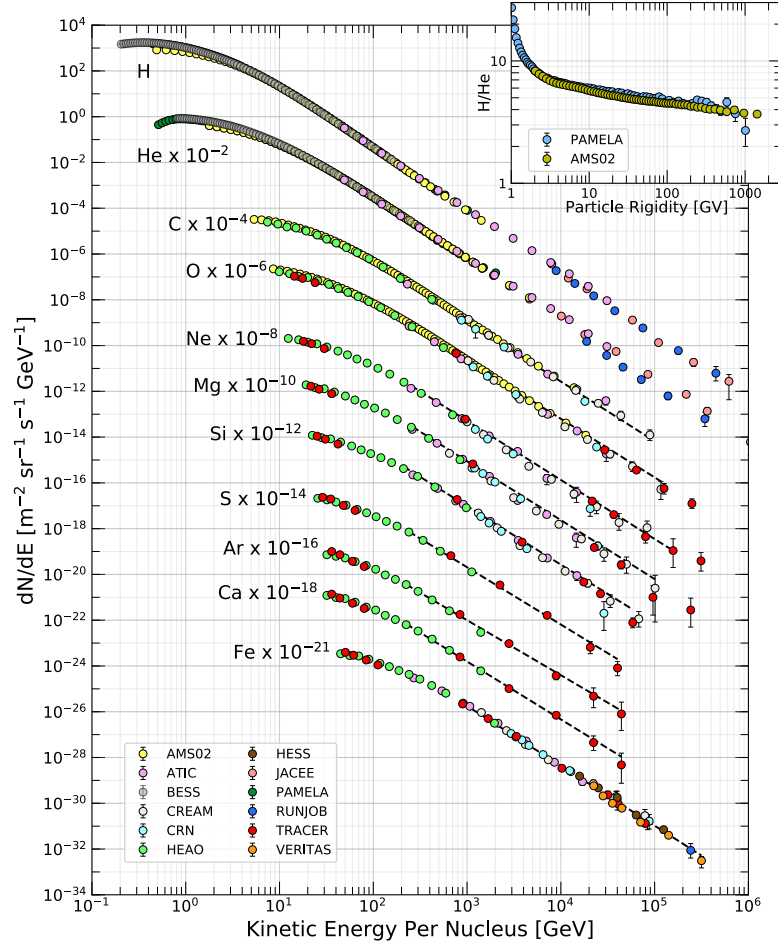 10^4
10^2
10^0
10^-2
10^-4
10^-6
10^-8
10^-10
10^-12
10^-14
10^-16
10^-18
10^-20
10^-22
10^-24
10^-26
10^-28
10^-30
10^-32
10^-34
dN/dE [m^-2 sr^-1 s^-1 GeV^-1]
H
He x 10^-2
C x 10^-4
O x 10^-6
Ne x 10^-8
Mg x 10^-10
Si x 10^-12
S x 10^-14
Ar x 10^-16
Ca x 10^-18
Fe x 10^-21
H/He
10
1
PAMELA
AMS02
1 10 100 1000
Particle Rigidity [GV]
AMS02
ATIC
BESS
CREAM
CRN
HEAO
HESS
JACEE
PAMELA
RUNJOB
TRACER
VERITAS
10^-1 10^0 10^1 10^2 10^3 10^4 10^5 10^6
Kinetic Energy Per Nucleus [GeV]